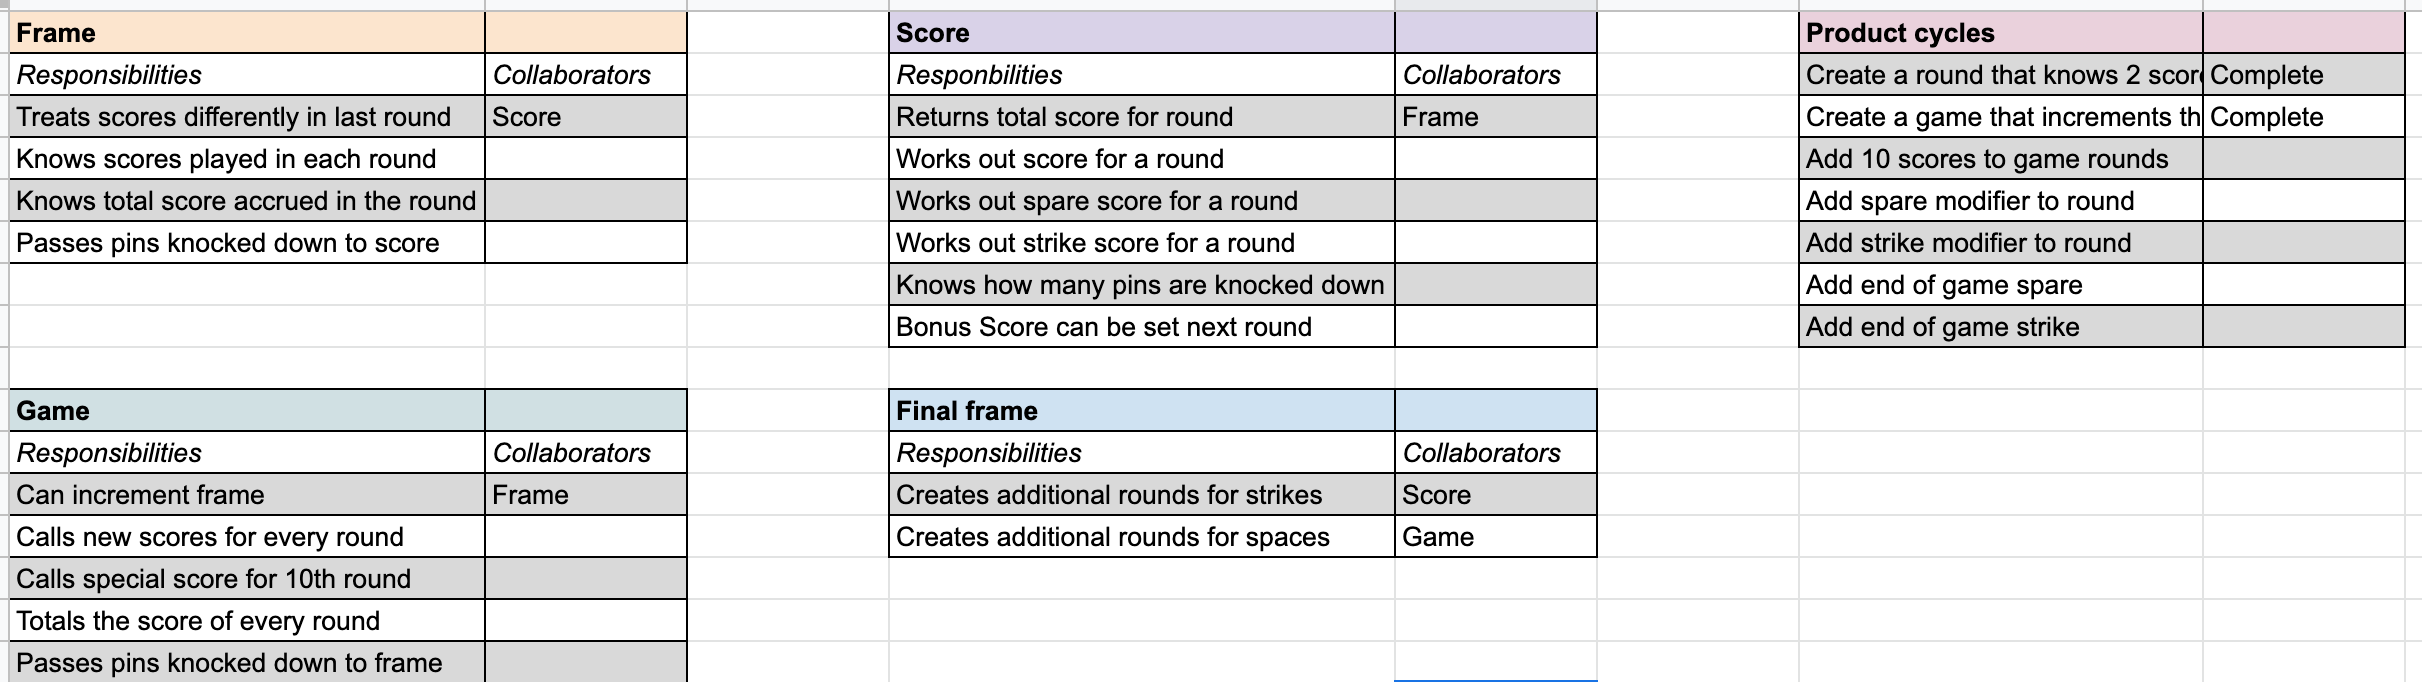 Frame
Responsibilities Collaborators
Treats scores differently in last round Score
Knows scores played in each round
Knows total score accrued in the round
Passes pins knocked down to score
Score
Responbilities Collaborators
Returns total score for round Frame
Works out score for a round
Works out spare score for a round
Works out strike score for a round
Knows how many pins are knocked down
Bonus Score can be set next round
Product cycles
Create a round that knows 2 scor Complete
Create a game that increments th Complete
Add 10 scores to game rounds
Add spare modifier to round
Add strike modifier to round
Add end of game spare
Add end of game strike
Game
Responsibilities Collaborators
Can increment frame Frame
Calls new scores for every round
Calls special score for 10th round
Totals the score of every round
Passes pins knocked down to frame
Final frame
Responsibilities Collaborators
Creates additional rounds for strikes Score
Creates additional rounds for spaces Game